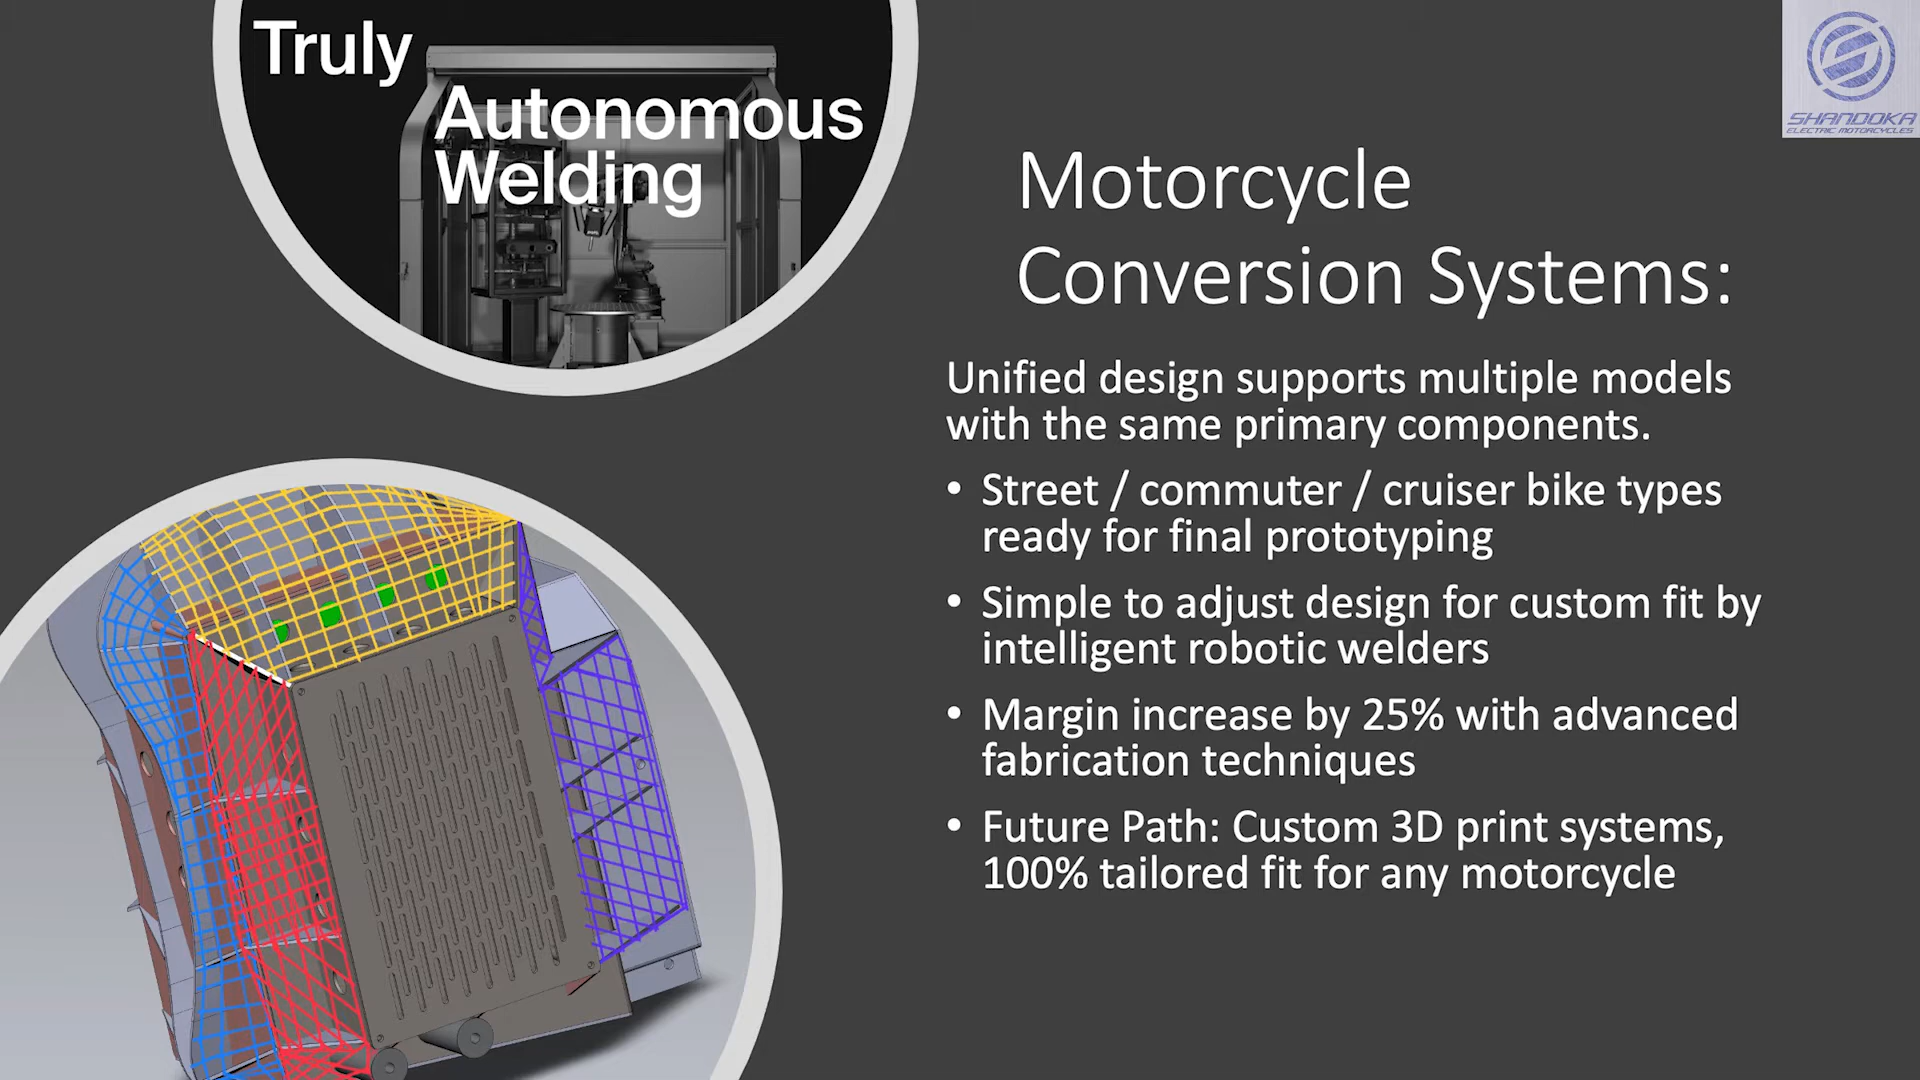 Truly
Autonomous
Welding
SHANDOKA
ELECTRIC MOTORCYCLES
Motorcycle
Conversion Systems:
Unified design supports multiple models
with the same primary components.
• Street / commuter / cruiser bike types
ready for final prototyping
• Simple to adjust design for custom fit by
intelligent robotic welders
• Margin increase by 25% with advanced
fabrication techniques
• Future Path: Custom 3D print systems,
100% tailored fit for any motorcycle